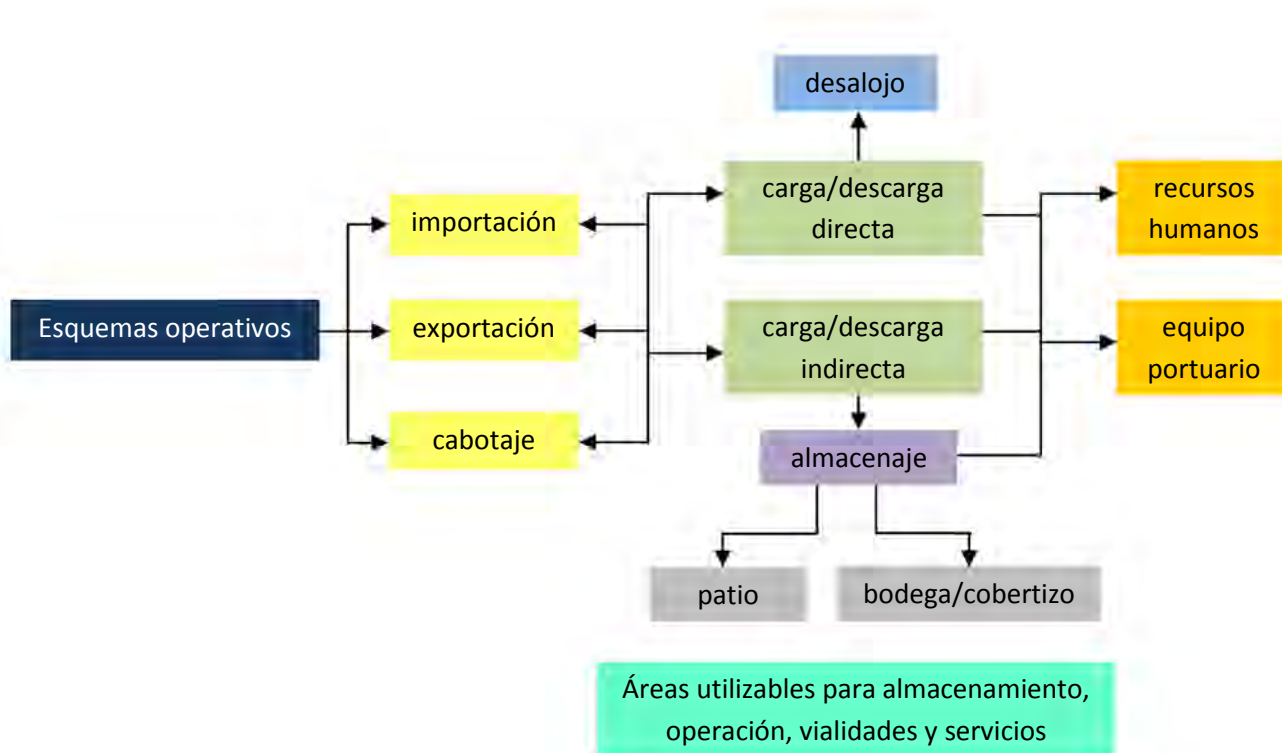 desalojo
carga/descarga
directa
recursos
humanos
importación
Esquemas operativos
exportación
carga/descarga
indirecta
equipo
portuario
cabotaje
almacenaje
patio
bodega/cobertizo
Áreas utilizables para almacenamiento,
operación, vialidades y servicios